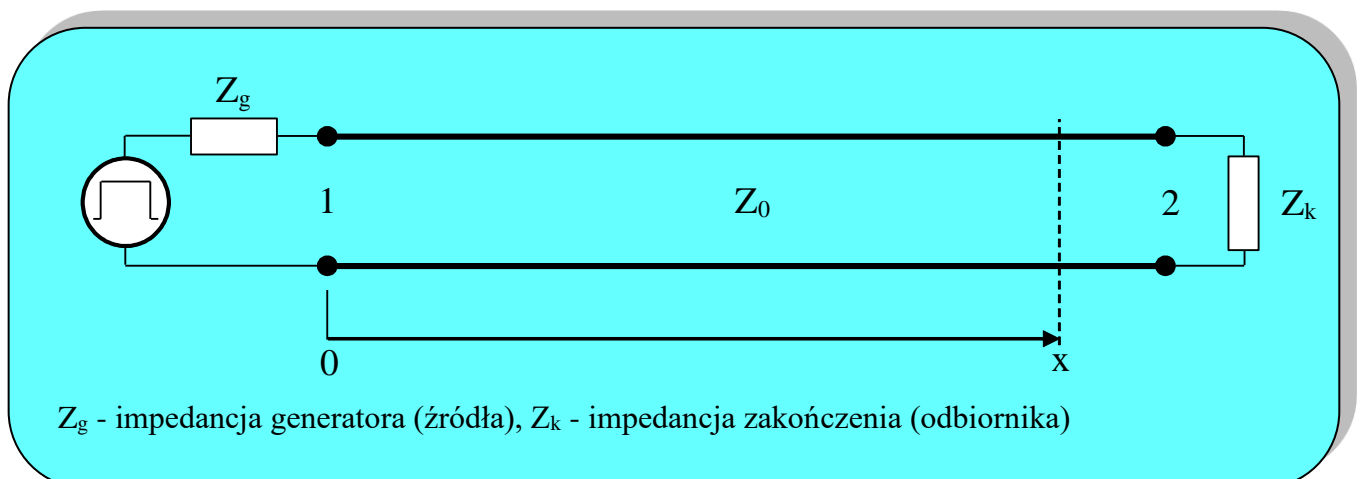 Zg
1
Z0
2
Zk
0
x
Zg - impedancja generatora (źródła), Zk - impedancja zakończenia (odbiornika)